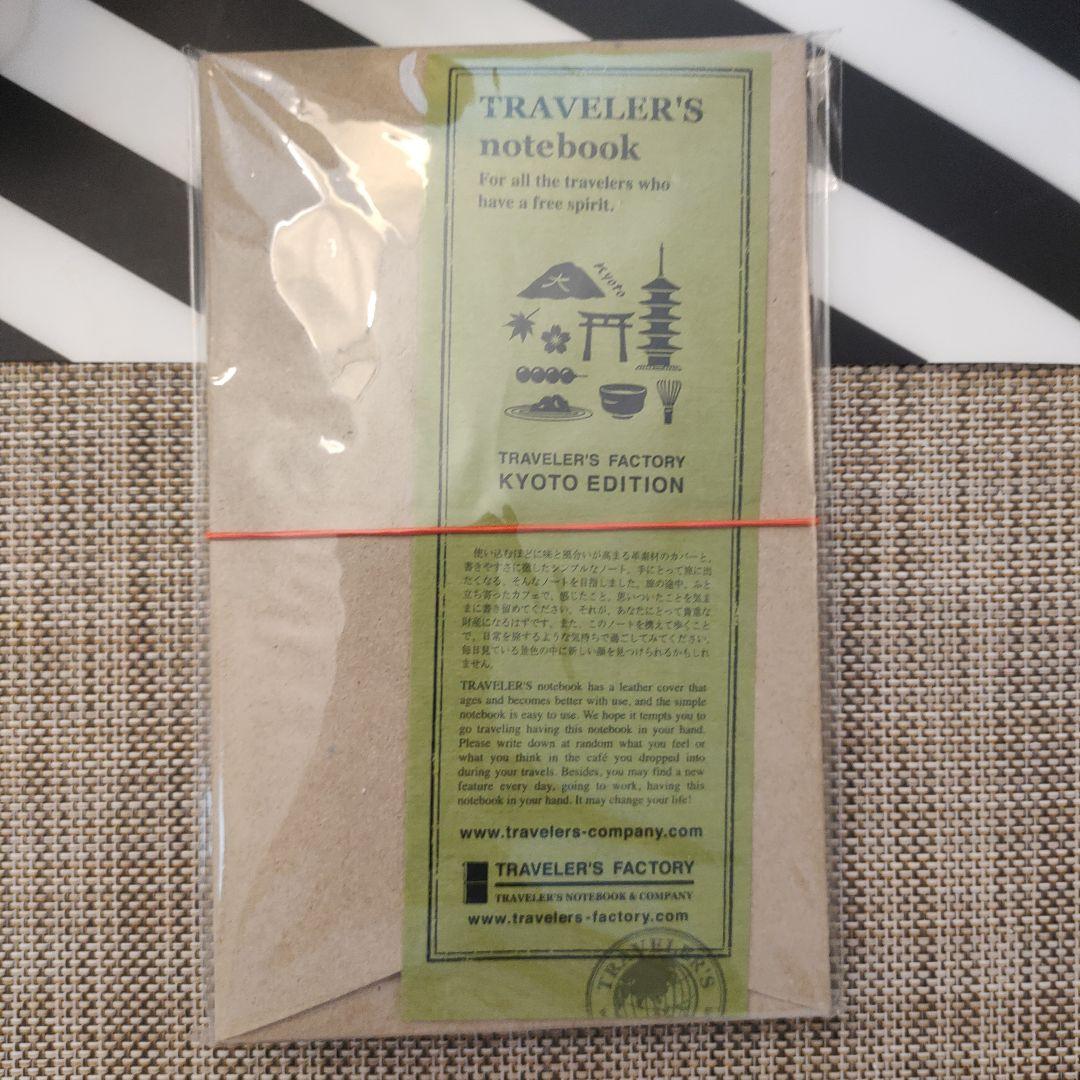 TRAVELER'S
notebook
For all the travelers who
have a free spirit.
大
Kyoto
TRAVELER'S FACTORY
KYOTO EDITION
使い込むほどに味と風合いが高まる革素材のカバーと、
書きやすさに徹したシンプルなノート。手にとって旅に出
たくなる、そんなノートを目指しました。旅の途中、ふと
立ち寄ったカフェで、感じたこと、思いついたことを気ま
まに書き留めてください。それが、あなたにとって貴重な
財産になるはずです。また、このノートを携えて歩くこと
で、日常を旅するような気持ちで過ごしてみてください。
毎日見ている景色の中に新しい顔を見つけられるかもしれ
ません。
TRAVELER'S notebook has a leather cover that
ages and becomes better with use, and the simple
notebook is easy to use. We hope it tempts you to
go traveling having this notebook in your hand.
Please write down at random what you feel or
what you think in the café you dropped into
during your travels. Besides, you may find a new
feature every day, going to work, having this
notebook in your hand. It may change your life!
www.travelers-company.com
TRAVELER'S FACTORY
TRAVELER'S NOTEBOOK & COMPANY
www.travelers-factory.com
TRAVELER'S